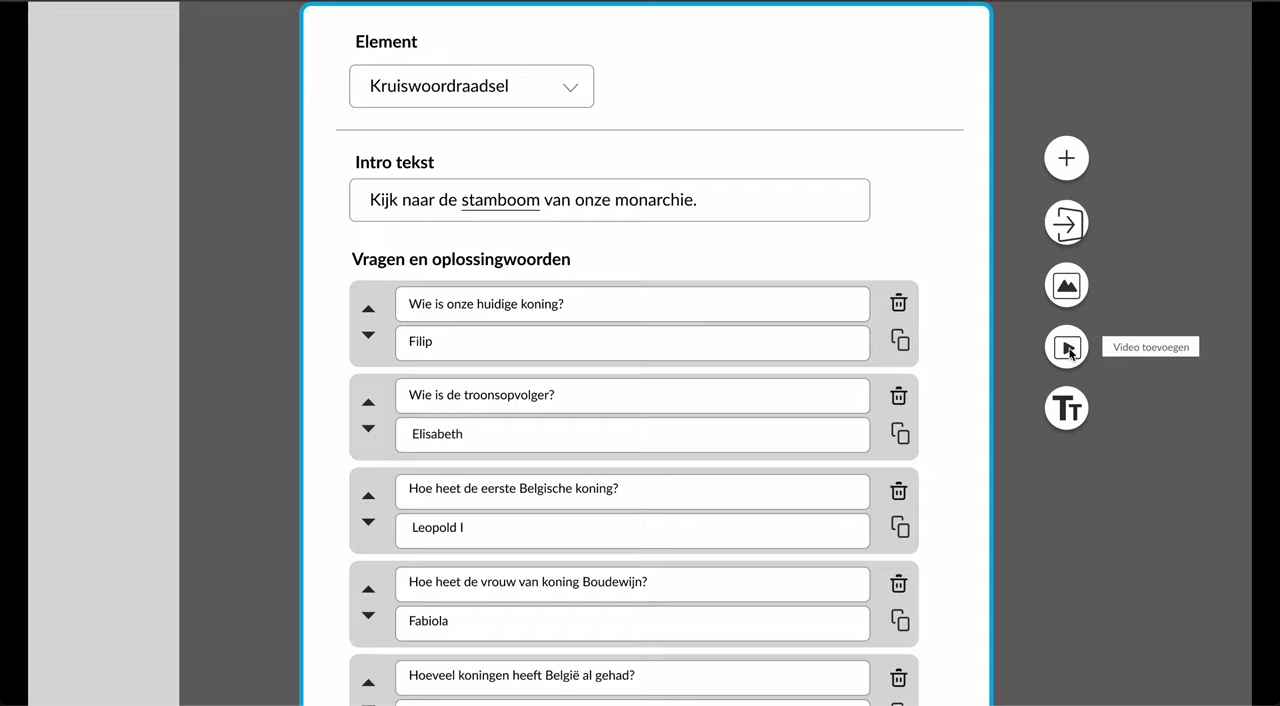 Element
Kruiswoordraadsel
Intro tekst
Kijk naar de stamboom van onze monarchie.
Vragen en oplossingwoorden
Wie is onze huidige koning?
Filip
Video toevoegen
Wie is de troonsopvolger?
Elisabeth
TT
Hoe heet de eerste Belgische koning?
Leopold I
Hoe heet de vrouw van koning Boudewijn?
Fabiola
Hoeveel koningen heeft België al gehad?